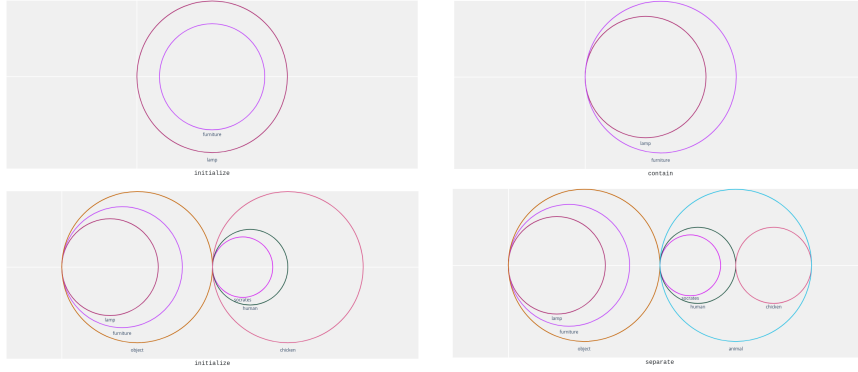 furniture
lamp
initialize
lamp
furniture
contain
socrates
human
lamp
furniture
object
chicken
initialize
socrates
human
chicken
lamp
furniture
object
animal
separate